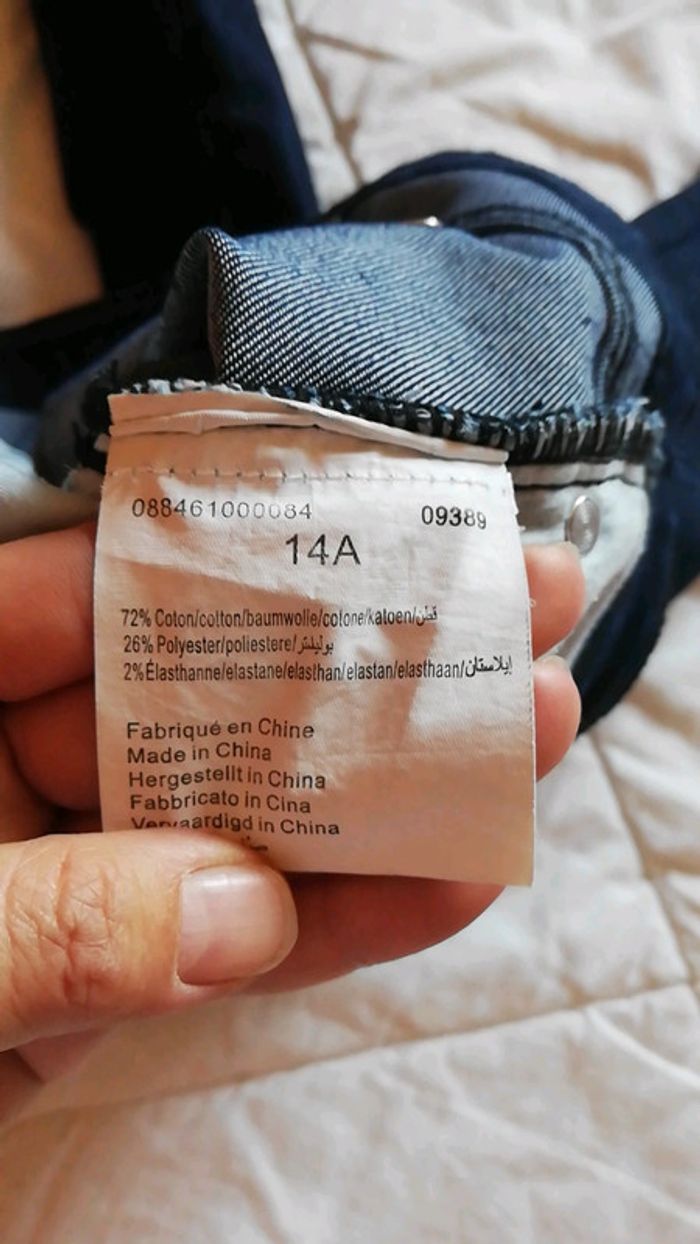 088461000084 09389
14A
72% Coton/cotton/baumwolle/cotone/katoen/قطن
26% Polyester/poliestere/بوليفستر
2% Élasthanne/elastane/elasthan/elastan/elasthaan/إيلاستان
Fabriqué en Chine
Made in China
Hergestellt in China
Fabbricato in Cina
Vervaardigd in China